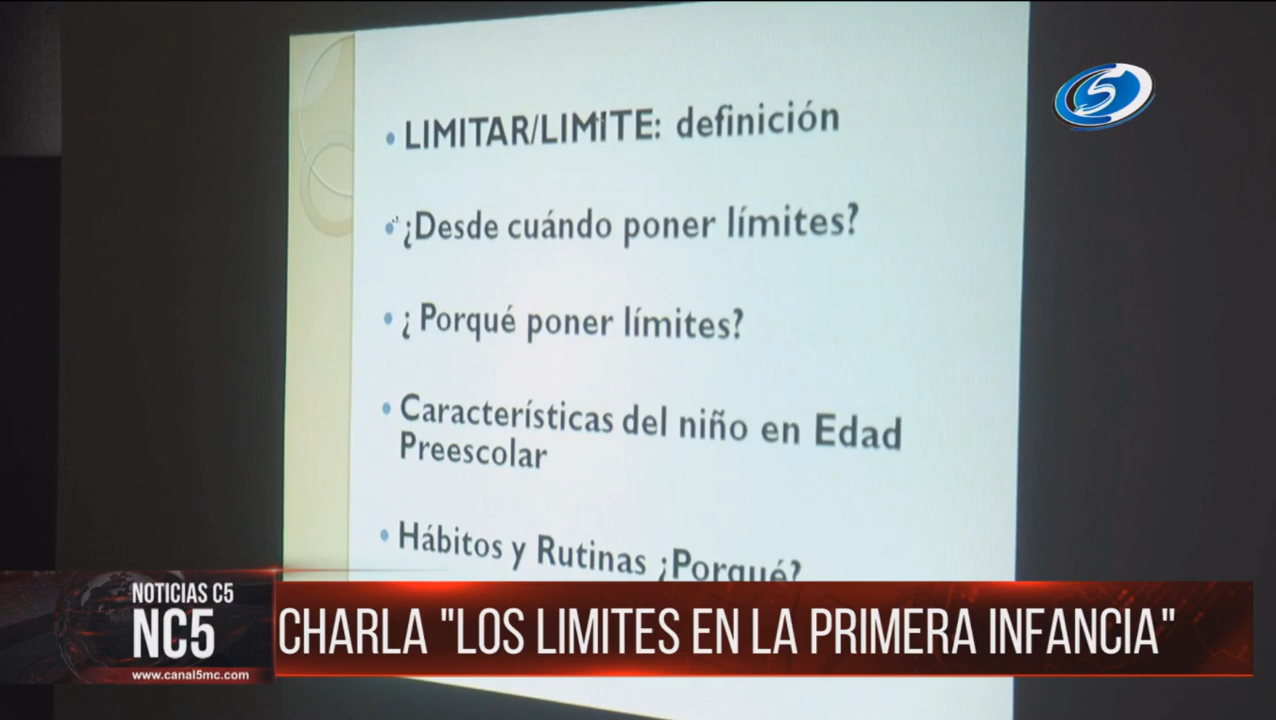 LIMITAR/LIMITE: definición
¿Desde cuándo poner límites?
¿ Porqué poner límites?
Características del niño en Edad
Preescolar
Hábitos y Rutinas ¿Porqué?
NOTICIAS C5
NC5
www.canal5mc.com
CHARLA "LOS LIMITES EN LA PRIMERA INFANCIA"
5